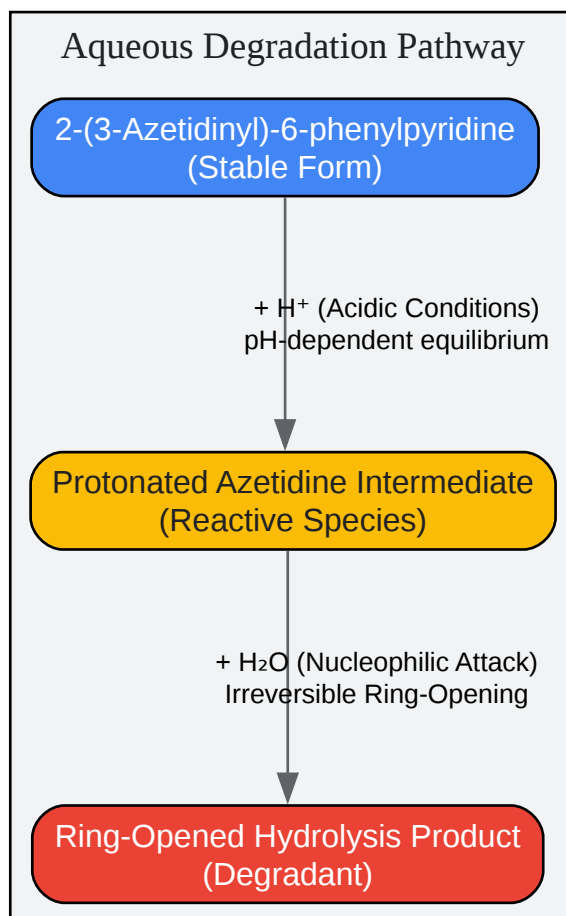 Aqueous Degradation Pathway
2-(3-Azetidinyl)-6-phenylpyridine
(Stable Form)
+ H⁺ (Acidic Conditions)
pH-dependent equilibrium
Protonated Azetidine Intermediate
(Reactive Species)
+ H₂O (Nucleophilic Attack)
Irreversible Ring-Opening
Ring-Opened Hydrolysis Product
(Degradant)